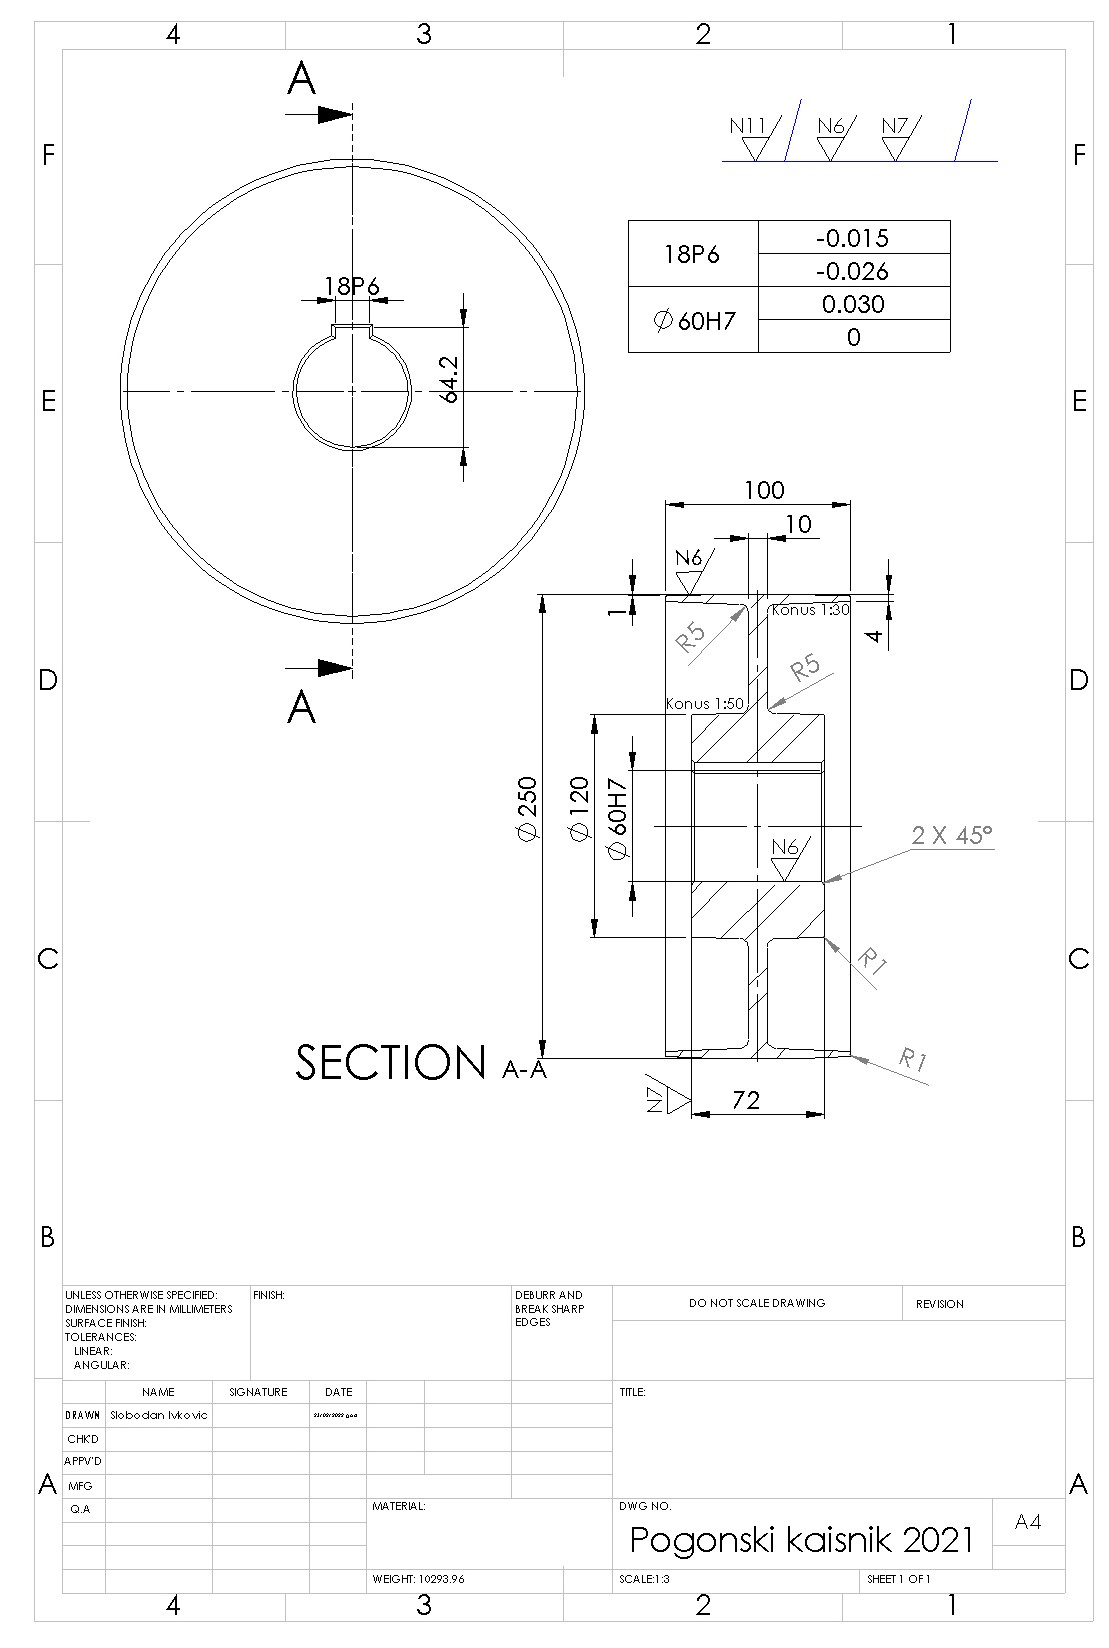 4 3 2 1
A
N11 N6 N7
F F
18P6 -0.015
-0.026
⌀60H7 0.030
0
18P6
64.2
E E
100
10
N6
1
Konus 1:30
4
R5
R5
D D
A
Konus 1:50
⌀250
⌀120
⌀60H7
N6
2 X 45°
C C
R1
R1
SECTION A-A
N7
72
B B
UNLESS OTHERWISE SPECIFIED:
DIMENSIONS ARE IN MILLIMETERS
SURFACE FINISH:
TOLERANCES:
LINEAR:
ANGULAR:
FINISH:
DEBURR AND
BREAK SHARP
EDGES
DO NOT SCALE DRAWING
REVISION
NAME SIGNATURE DATE
TITLE:
DRAWN Slobodan Ivkovic
CHK'D
APPV'D
MFG
Q.A
A A
MATERIAL:
DWG NO.
Pogonski kaisnik 2021
A4
WEIGHT: 10293.96
SCALE:1:3
SHEET 1 OF 1
4 3 2 1